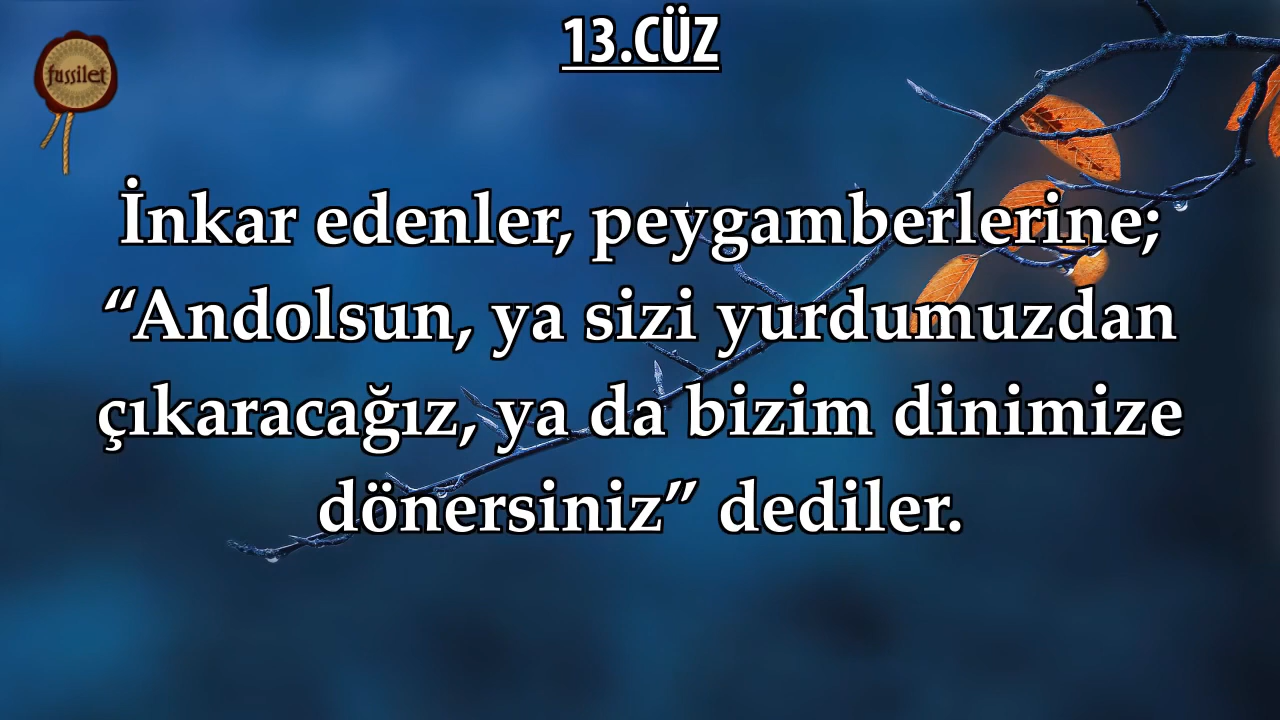 13.CÜZ
fussilet
İnkar edenler, peygamberlerine;
“Andolsun, ya sizi yurdumuzdan
çıkaracağız, ya da bizim dinimize
dönersiniz” dediler.